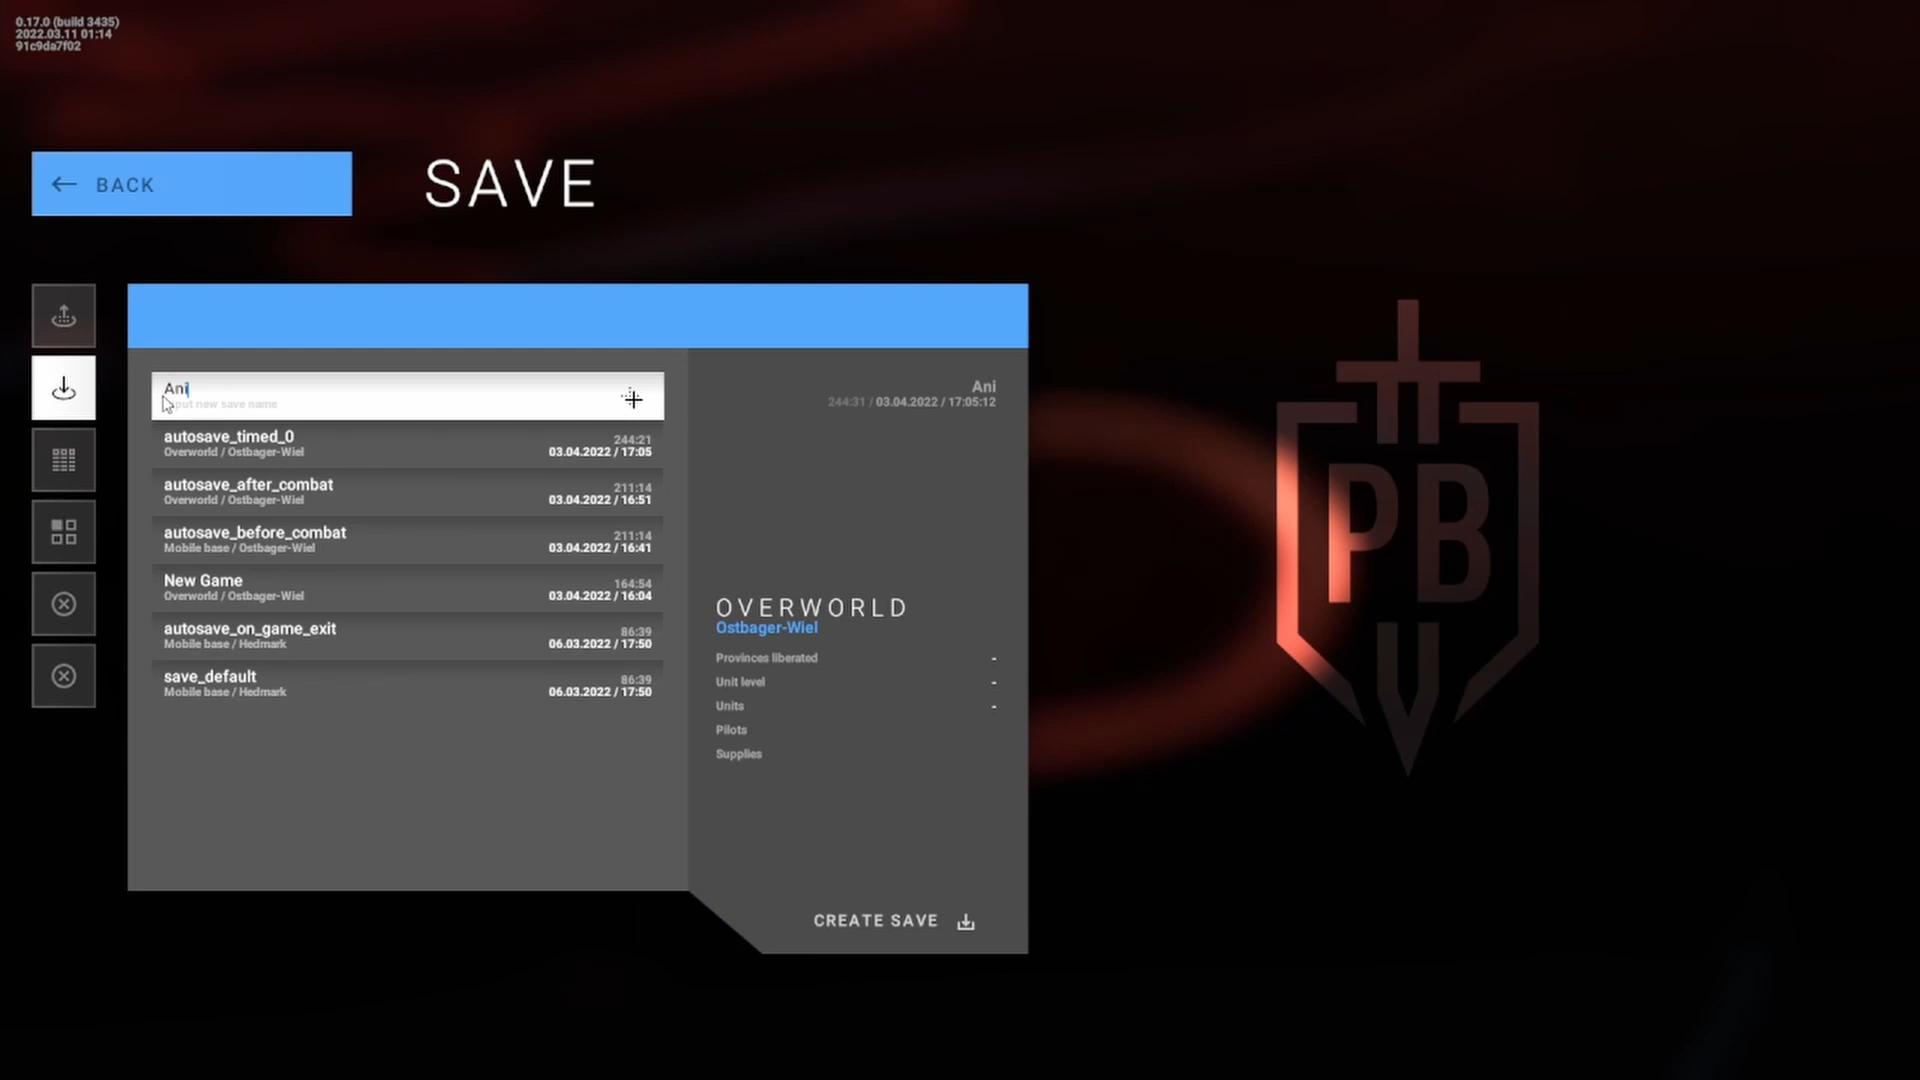 0.17.0 (build 3435)
2022.03.11 01:14
91c9da7f02
BACK
SAVE
Ani
put new save name
autosave_timed_0
244:21
Overworld / Ostbager-Wiel
03.04.2022 / 17:05
autosave_after_combat
211:14
Overworld / Ostbager-Wiel
03.04.2022 / 16:51
autosave_before_combat
211:14
Mobile base / Ostbager-Wiel
03.04.2022 / 16:41
New Game
164:54
Overworld / Ostbager-Wiel
03.04.2022 / 16:04
autosave_on_game_exit
86:39
Mobile base / Hedmark
06.03.2022 / 17:50
save_default
86:39
Mobile base / Hedmark
06.03.2022 / 17:50
Ani
244:31 / 03.04.2022 / 17:05:12
OVERWORLD
Ostbager-Wiel
Provinces liberated -
Unit level -
Units -
Pilots
Supplies
CREATE SAVE
PB